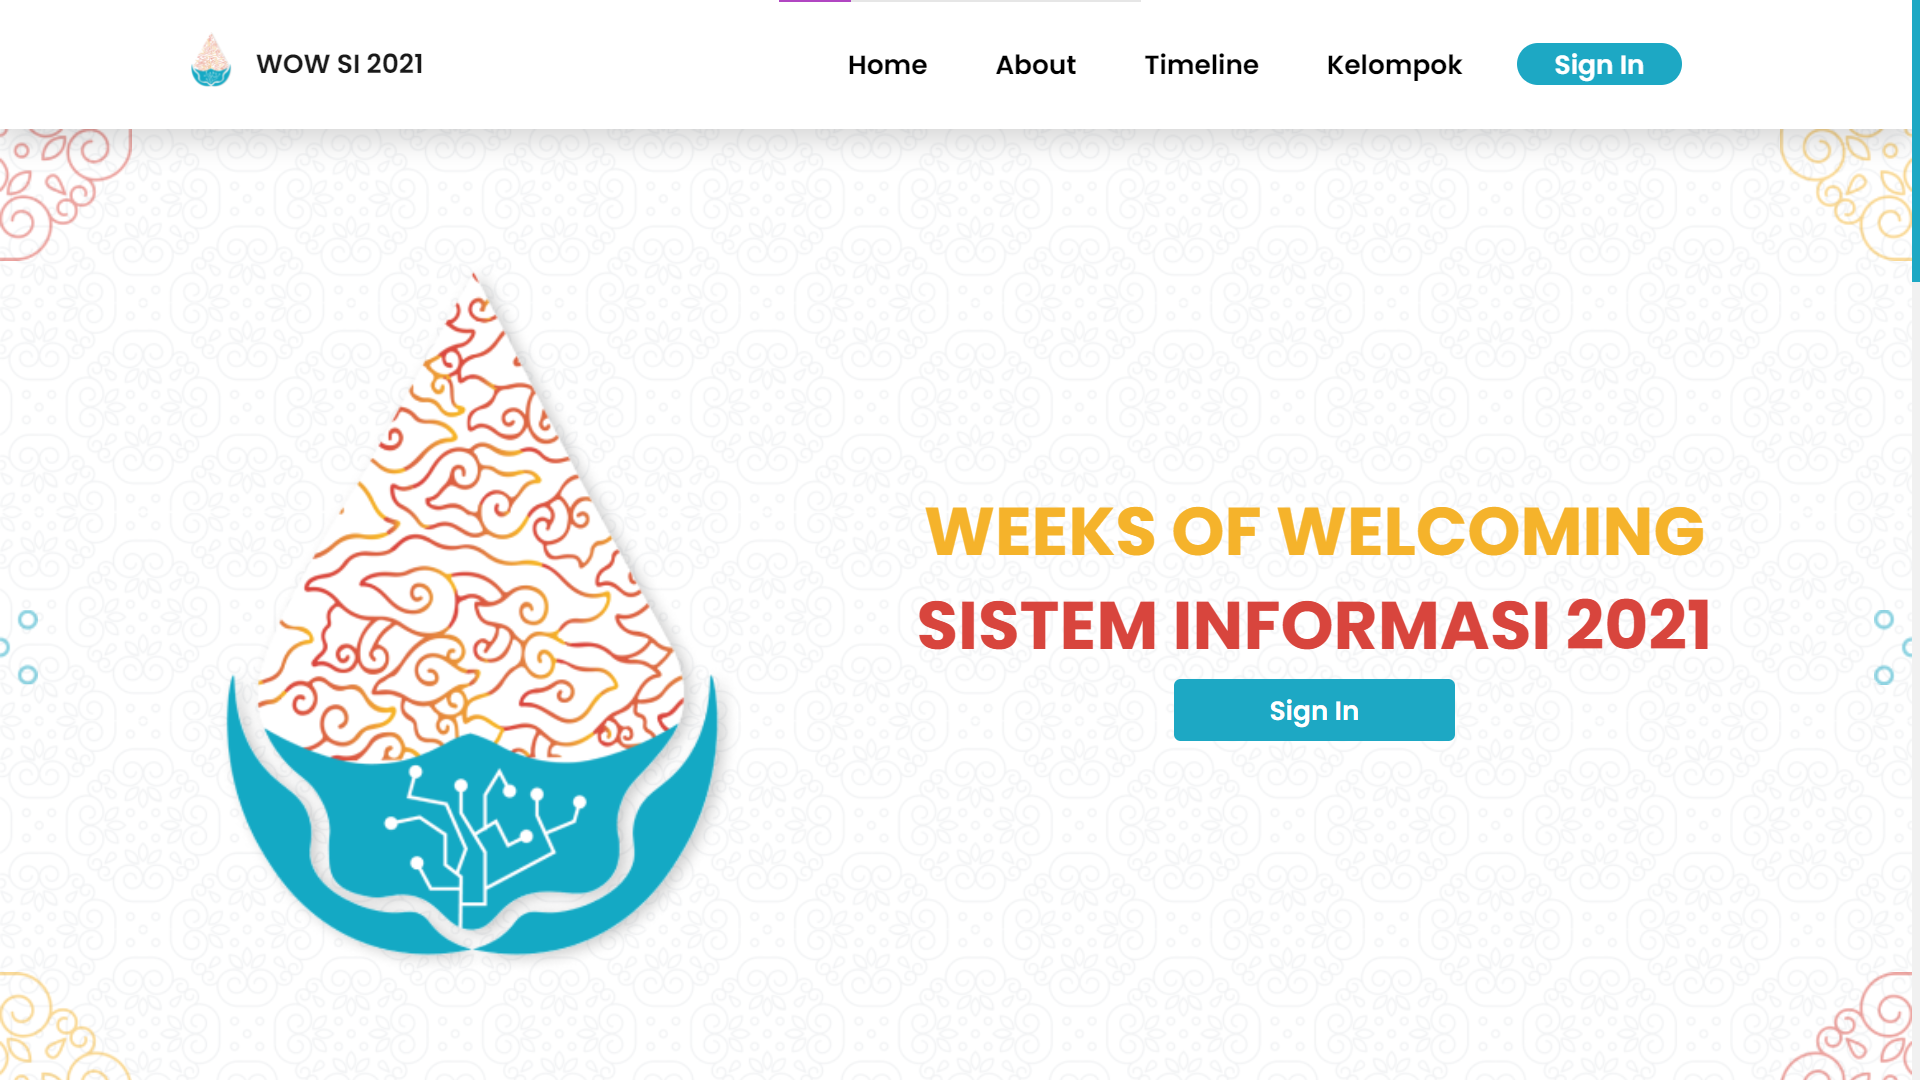 WOW SI 2021
Home
About
Timeline
Kelompok
Sign In
WEEKS OF WELCOMING
SISTEM INFORMASI 2021
Sign In